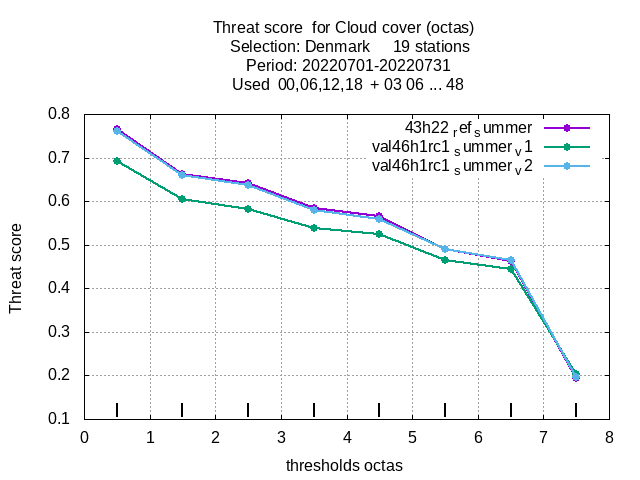 Threat score  for Cloud cover (octas)
Selection: Denmark     19 stations
Period: 20220701-20220731
Used  00,06,12,18  + 03 06 ... 48
43h22 ref summer
val46h1rc1 summer v1
val46h1rc1 summer v2
0.8
0.7
0.6
0.5
0.4
0.3
0.2
0.1
Threat score
0 1 2 3 4 5 6 7 8
thresholds octas